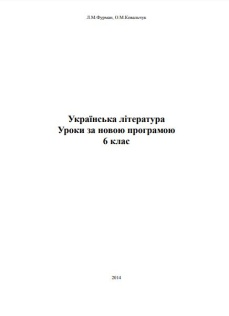 Л.М.Фурман, О.М.Ковальчук
Українська література
Уроки за новою програмою
6 клас
2014